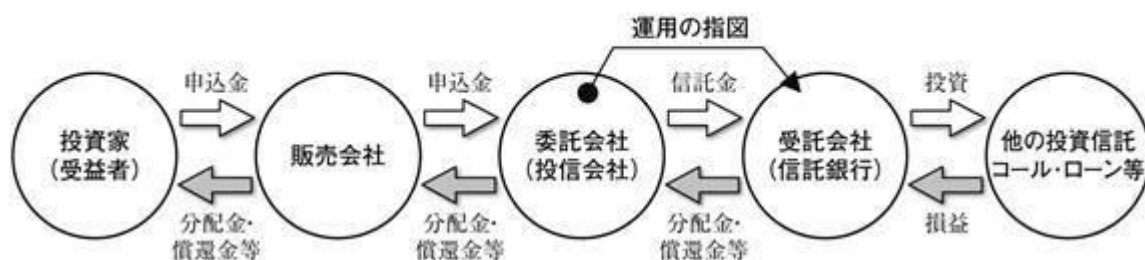 運用の指図
申込金
申込金
信託金
投資
投資家
(受益者)
販売会社
委託会社
(投信会社)
受託会社
(信託銀行)
他の投資信託
コール・ローン等
分配金・
償還金等
分配金・
償還金等
分配金・
償還金等
損益